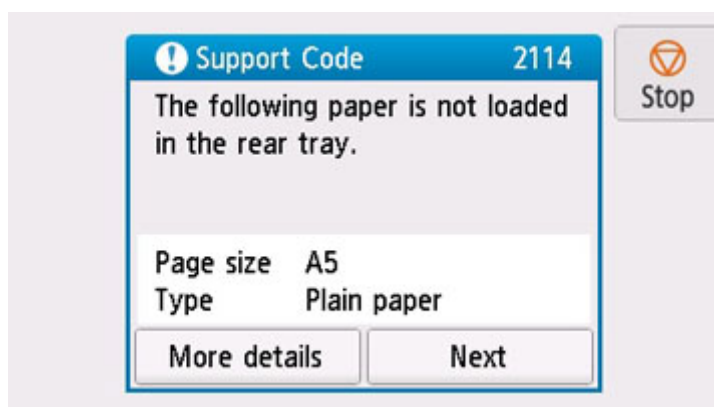 Support Code 2114
Stop
The following paper is not loaded
in the rear tray.
Page size A5
Type Plain paper
More details Next